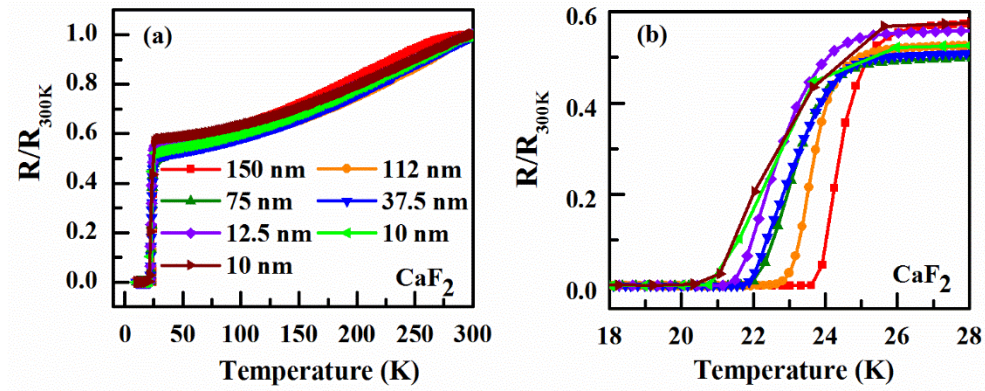 (a)
R/R300K
1.0
0.8
0.6
0.4
0.2
0.0
150 nm 112 nm
75 nm 37.5 nm
12.5 nm 10 nm
10 nm
CaF2
0 50 100 150 200 250 300
Temperature (K)
(b)
R/R300K
0.6
0.4
0.2
0.0
CaF2
18 20 22 24 26 28
Temperature (K)